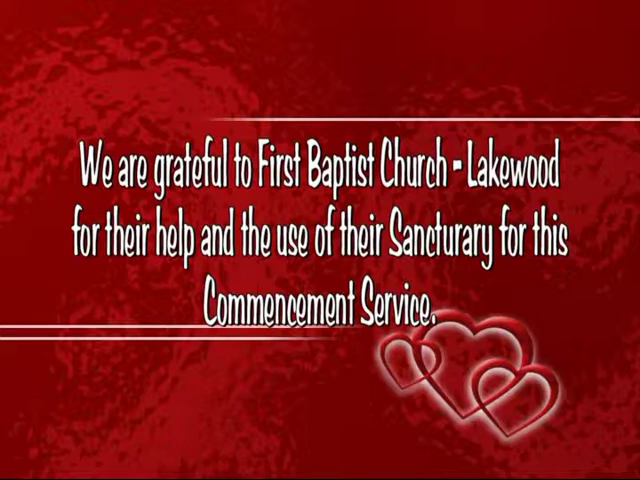 We are grateful to First Baptist Church - Lakewood
for their help and the use of their Sancturary for this
Commencement Service.